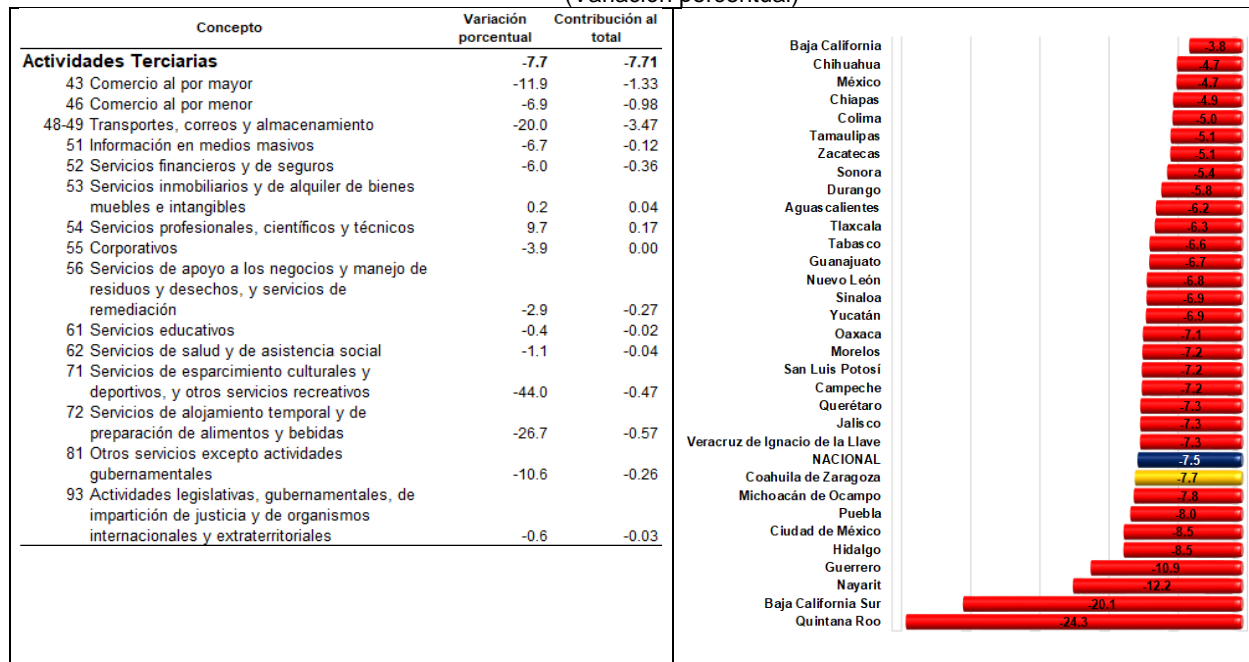 (Variación porcentual)
Concepto Variación porcentual Contribución al total
Actividades Terciarias -7.7 -7.71
43 Comercio al por mayor -11.9 -1.33
46 Comercio al por menor -6.9 -0.98
48-49 Transportes, correos y almacenamiento -20.0 -3.47
51 Información en medios masivos -6.7 -0.12
52 Servicios financieros y de seguros -6.0 -0.36
53 Servicios inmobiliarios y de alquiler de bienes
muebles e intangibles 0.2 0.04
54 Servicios profesionales, científicos y técnicos 9.7 0.17
55 Corporativos -3.9 0.00
56 Servicios de apoyo a los negocios y manejo de
residuos y desechos, y servicios de
remediación -2.9 -0.27
61 Servicios educativos -0.4 -0.02
62 Servicios de salud y de asistencia social -1.1 -0.04
71 Servicios de esparcimiento culturales y
deportivos, y otros servicios recreativos -44.0 -0.47
72 Servicios de alojamiento temporal y de
preparación de alimentos y bebidas -26.7 -0.57
81 Otros servicios excepto actividades
gubernamentales -10.6 -0.26
93 Actividades legislativas, gubernamentales, de
impartición de justicia y de organismos
internacionales y extraterritoriales -0.6 -0.03
Baja California -3.8
Chihuahua -4.7
México -4.7
Chiapas -4.9
Colima -5.0
Tamaulipas -5.1
Zacatecas -5.1
Sonora -5.4
Durango -5.8
Aguascalientes -6.2
Tlaxcala -6.3
Tabasco -6.6
Guanajuato -6.7
Nuevo León -6.8
Sinaloa -6.9
Yucatán -6.9
Oaxaca -7.1
Morelos -7.2
San Luis Potosí -7.2
Campeche -7.2
Querétaro -7.3
Jalisco -7.3
Veracruz de Ignacio de la Llave -7.3
NACIONAL -7.5
Coahuila de Zaragoza -7.7
Michoacán de Ocampo -7.8
Puebla -8.0
Ciudad de México -8.5
Hidalgo -8.5
Guerrero -10.9
Nayarit -12.2
Baja California Sur -20.1
Quintana Roo -24.3